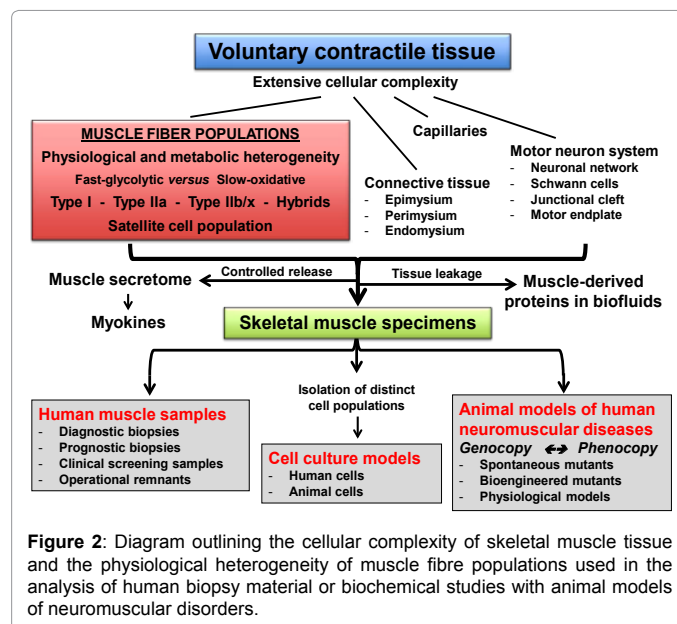 Voluntary contractile tissue
Extensive cellular complexity
MUSCLE FIBER POPULATIONS
Physiological and metabolic heterogeneity
Fast-glycolytic versus Slow-oxidative
Type I - Type IIa - Type IIb/x - Hybrids
Satellite cell population
Capillaries
Connective tissue
- Epimysium
- Perimysium
- Endomysium
Motor neuron system
- Neuronal network
- Schwann cells
- Junctional cleft
- Motor endplate
Muscle secretome
Controlled release
Tissue leakage
Muscle-derived
proteins in biofluids
Myokines
Skeletal muscle specimens
Human muscle samples
- Diagnostic biopsies
- Prognostic biopsies
- Clinical screening samples
- Operational remnants
Isolation of distinct
cell populations
Cell culture models
- Human cells
- Animal cells
Animal models of human
neuromuscular diseases
Genocopy Phenocopy
- Spontaneous mutants
- Bioengineered mutants
- Physiological models
Figure 2: Diagram outlining the cellular complexity of skeletal muscle tissue
and the physiological heterogeneity of muscle fibre populations used in the
analysis of human biopsy material or biochemical studies with animal models
of neuromuscular disorders.